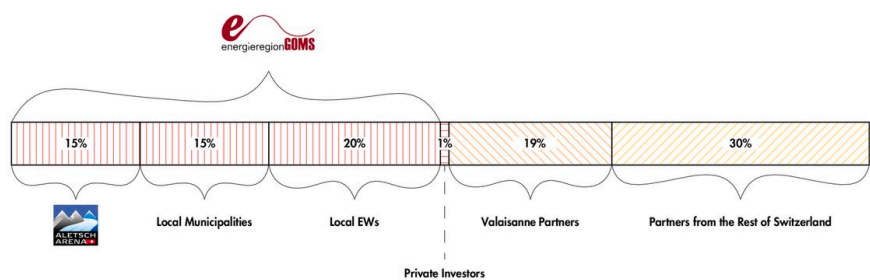 e
energieregionGOMS
15% 15% 20% 1% 19% 30%
ALETSCH
ARENA
Local Municipalities Local EWs Valaisanne Partners Partners from the Rest of Switzerland
Private Investors